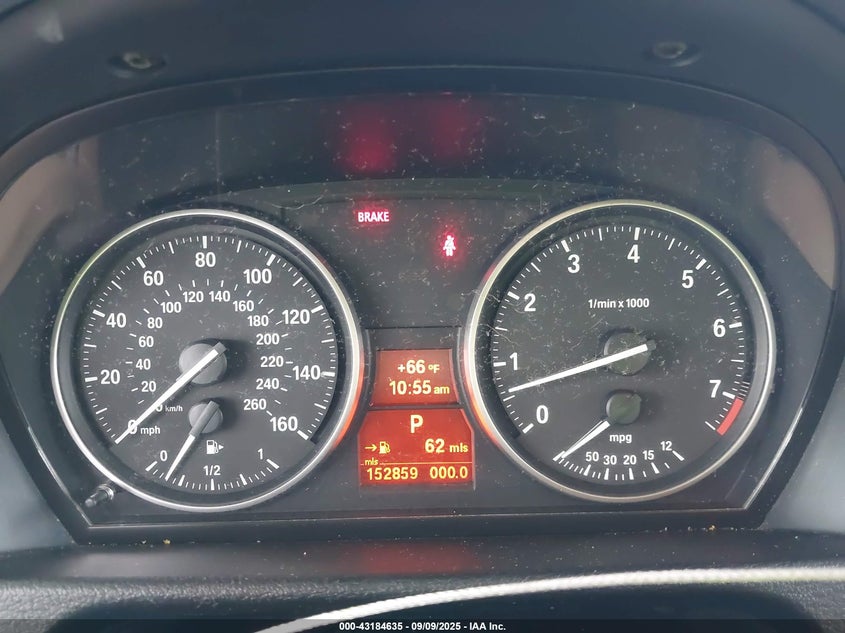 BRAKE
20 40 60 80 100 120 140 160
20 40 60 80 100 120 140 160 180 200 220 240 260
km/h
0 mph
0 1/2 1
+66 °F
10:55 am
P
→ 62 mls
mls
152859 000.0
0 1 2 3 4 5 6 7
1/min x 1000
mpg
50 30 20 15 12
000-43184635 - 09/09/2025 - IAA Inc.